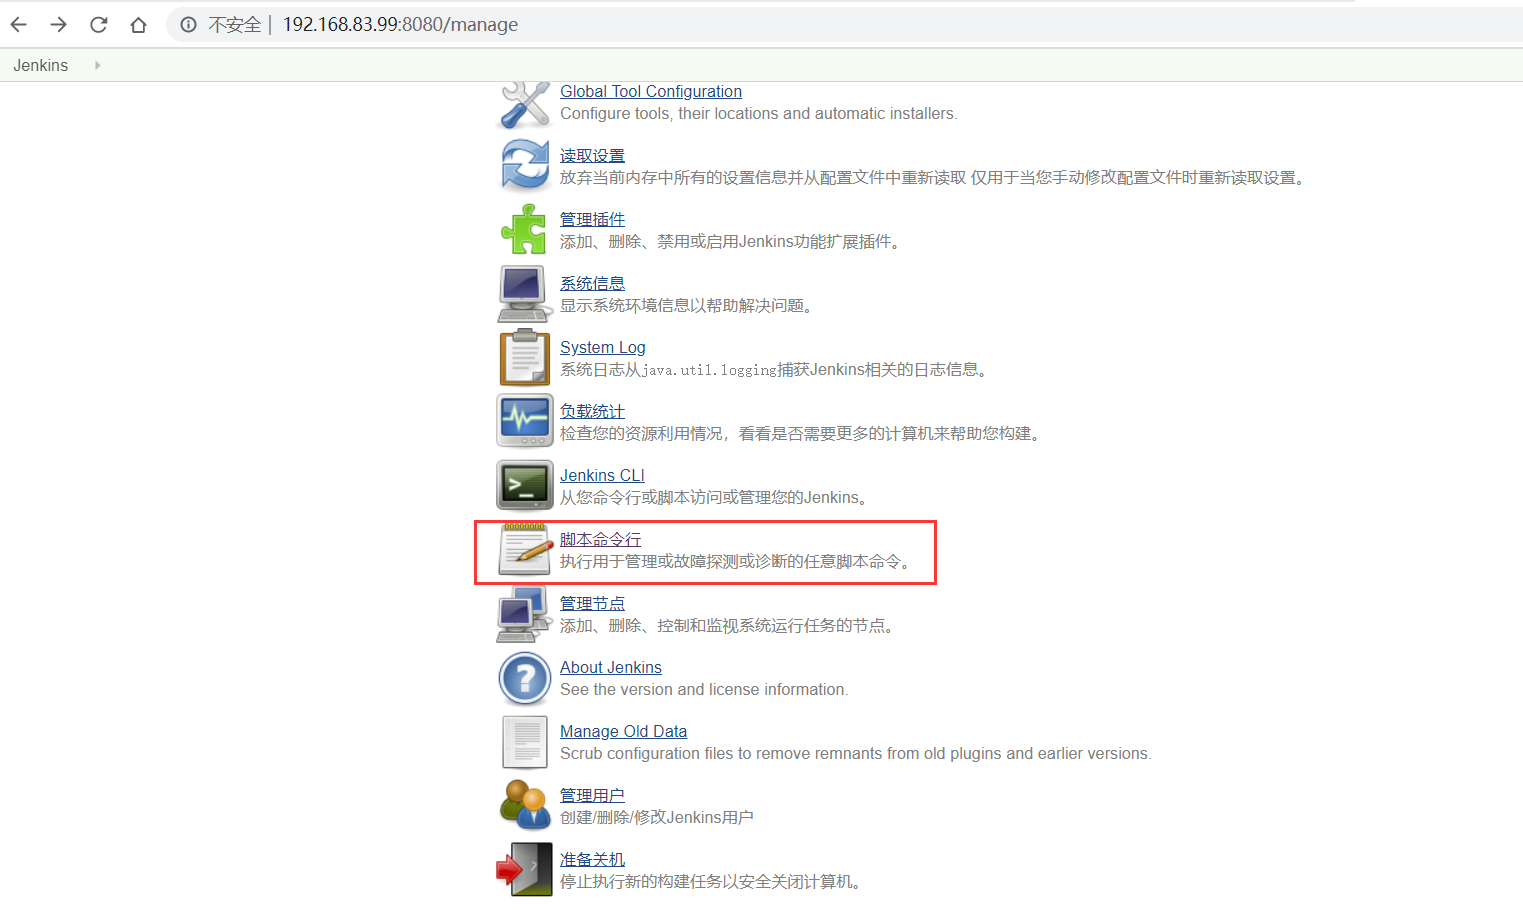 不安全 | 192.168.83.99:8080/manage
Jenkins
Global Tool Configuration
Configure tools, their locations and automatic installers.
读取设置
放弃当前内存中所有的设置信息并从配置文件中重新读取 仅用于当您手动修改配置文件时重新读取设置。
管理插件
添加、删除、禁用或启用Jenkins功能扩展插件。
系统信息
显示系统环境信息以帮助解决问题。
System Log
系统日志从java.util.logging捕获Jenkins相关的日志信息。
负载统计
检查您的资源利用情况，看看是否需要更多的计算机来帮助您构建。
Jenkins CLI
从您命令行或脚本访问或管理您的Jenkins。
脚本命令行
执行用于管理或故障探测或诊断的任意脚本命令。
管理节点
添加、删除、控制和监视系统运行任务的节点。
About Jenkins
See the version and license information.
Manage Old Data
Scrub configuration files to remove remnants from old plugins and earlier versions.
管理用户
创建/删除/修改Jenkins用户
准备关机
停止执行新的构建任务以安全关闭计算机。